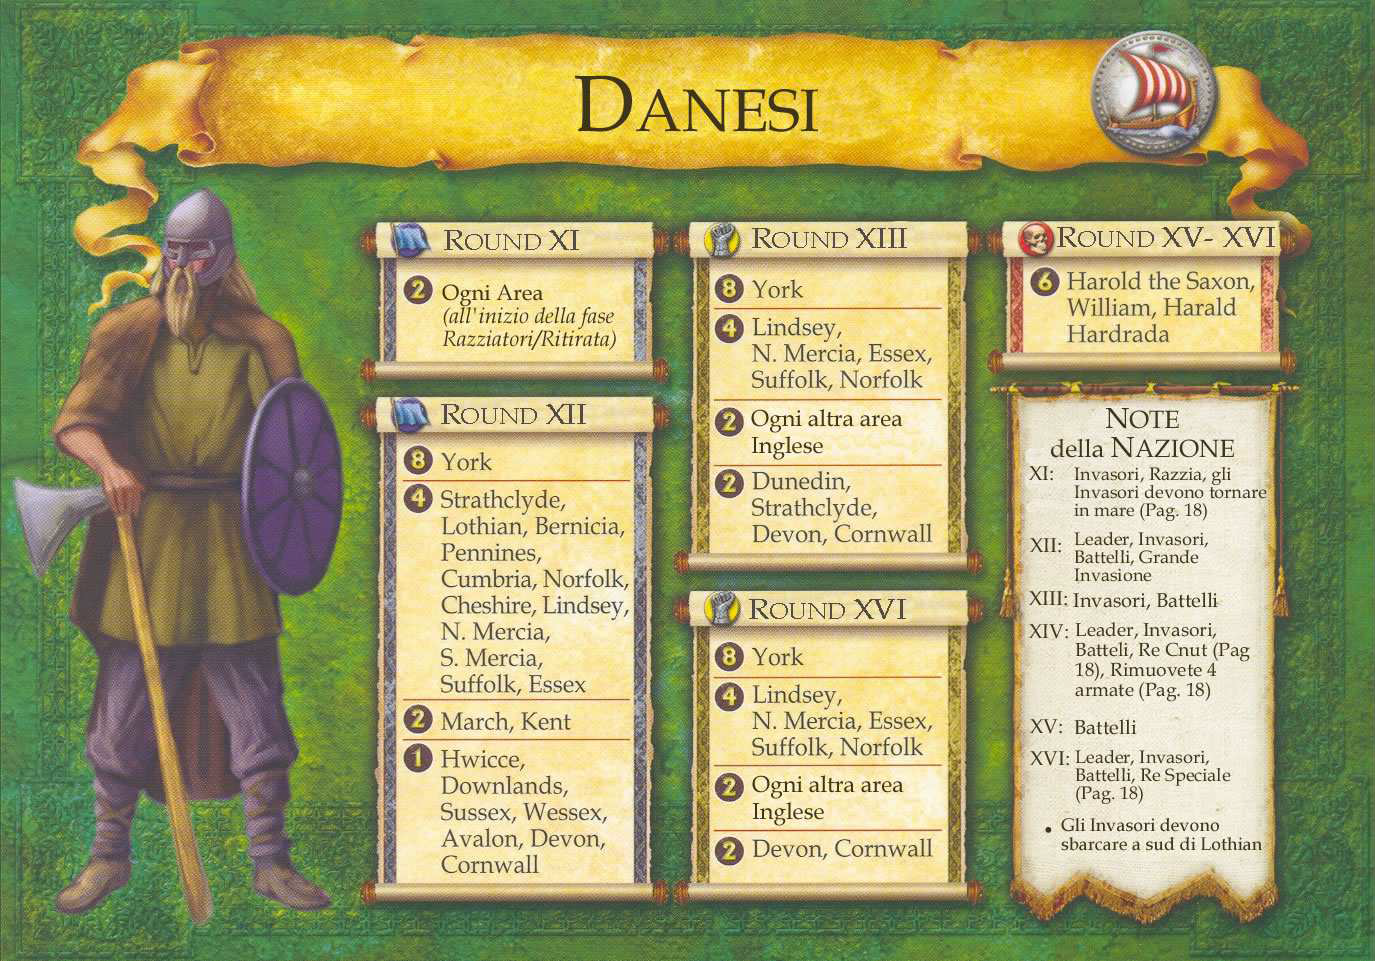 DANESI
ROUND XI
2 Ogni Area
(all'inizio della fase
Razziatori/Ritirata)
ROUND XII
8 York
4 Strathclyde,
Lothian, Bernicia,
Pennines,
Cumbria, Norfolk,
Cheshire, Lindsey,
N. Mercia,
S. Mercia,
Suffolk, Essex
2 March, Kent
1 Hwicce,
Downlands,
Sussex, Wessex,
Avalon, Devon,
Cornwall
ROUND XIII
8 York
4 Lindsey,
N. Mercia, Essex,
Suffolk, Norfolk
2 Ogni altra area
Inglese
2 Dunedin,
Strathclyde,
Devon, Cornwall
ROUND XVI
8 York
4 Lindsey,
N. Mercia, Essex,
Suffolk, Norfolk
2 Ogni altra area
Inglese
2 Devon, Cornwall
ROUND XV- XVI
6 Harold the Saxon,
William, Harald
Hardrada
NOTE
della NAZIONE
XI: Invasori, Razzia, gli
Invasori devono tornare
in mare (Pag. 18)
XII: Leader, Invasori,
Battelli, Grande
Invasione
XIII: Invasori, Battelli
XIV: Leader, Invasori,
Batteli, Re Cnut (Pag
18), Rimuovete 4
armate (Pag. 18)
XV: Battelli
XVI: Leader, Invasori,
Battelli, Re Speciale
(Pag. 18)
• Gli Invasori devono
sbarcare a sud di Lothian